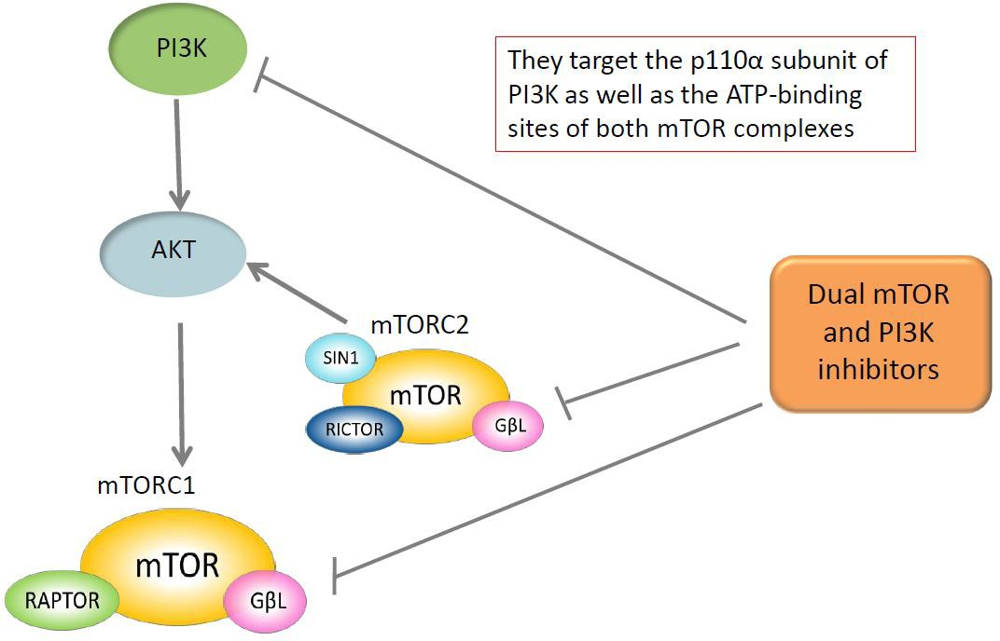 PI3K
They target the p110α subunit of
PI3K as well as the ATP-binding
sites of both mTOR complexes
AKT
Dual mTOR
and PI3K
inhibitors
mTORC2
SIN1
mTOR
RICTOR
GβL
mTORC1
mTOR
RAPTOR
GβL